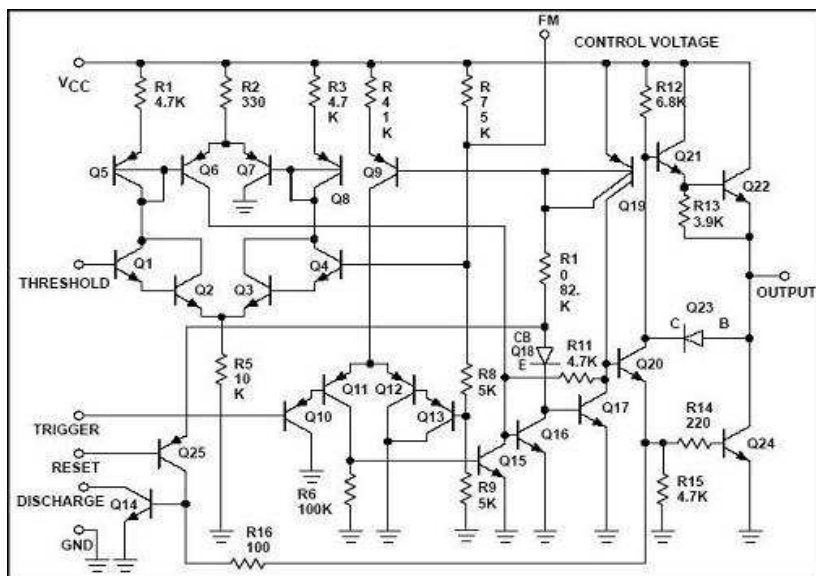 FM
CONTROL VOLTAGE
VCC
R1
4.7K
R2
330
R3
4.7
K
R
4 1
K
R
7 5
K
R12
6.8K
Q5
Q6
Q7
Q8
Q9
Q19
Q21
Q22
R13
3.9K
THRESHOLD
Q1
Q2
Q3
Q4
R1
0
82.
K
OUTPUT
Q23
C
B
CB
Q18
E
R11
4.7K
Q20
R5
10
K
R8
5K
Q11
Q12
Q10
Q13
Q17
Q16
Q15
R14
220
Q24
TRIGGER
RESET
Q25
DISCHARGE
Q14
R6
100K
R9
5K
R15
4.7K
GND
R16
100